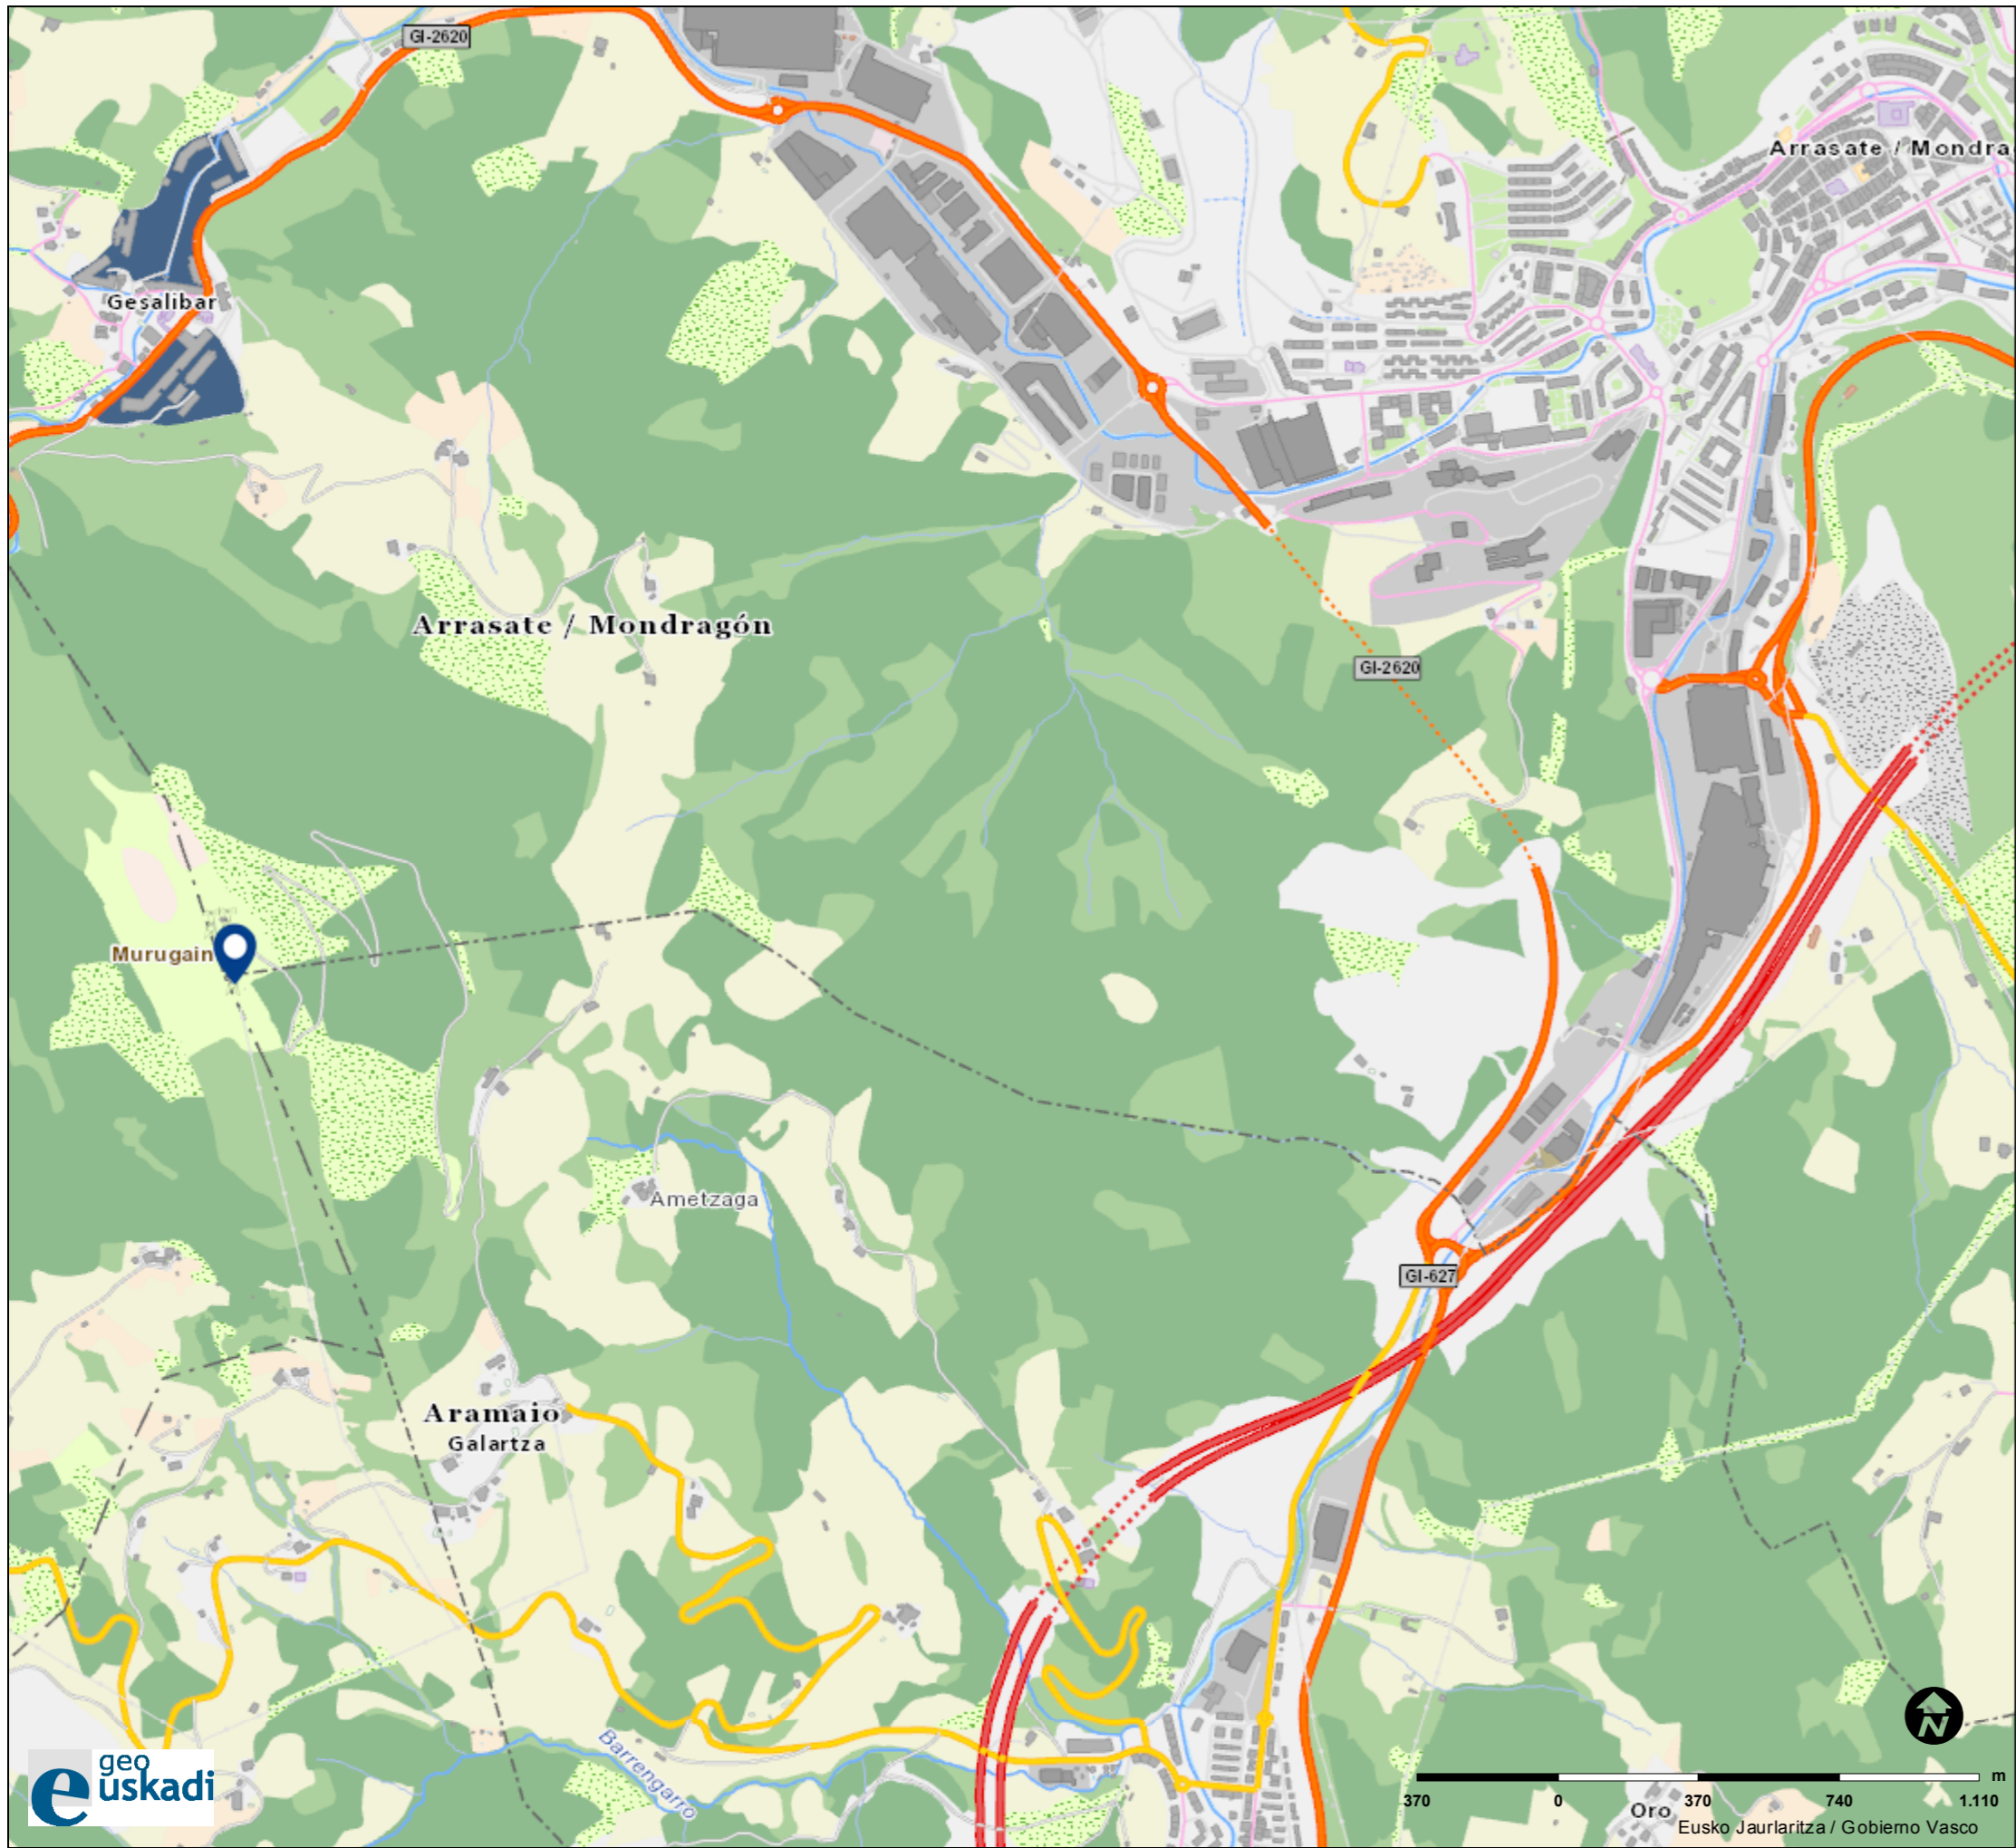 GI-2620
Arrasate / Mondra
Gesalibar
Arrasate / Mondragón
GI-2620
Murugain
Ametzaga
GI-627
Aramaio
Galartza
Barrengarro
geo
euskadi
N
m
370 0 370 740 1.110
Oro
Eusko Jaurlaritza / Gobierno Vasco